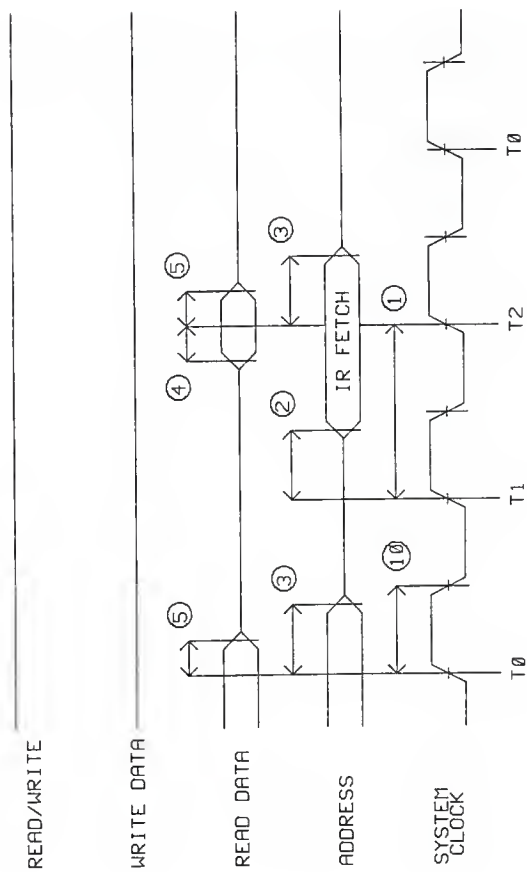 READ/WRITE
WRITE DATA
READ DATA
5
4
5
ADDRESS
3
2
IR FETCH
3
SYSTEM
CLOCK
10
1
T0
T1
T2
T0